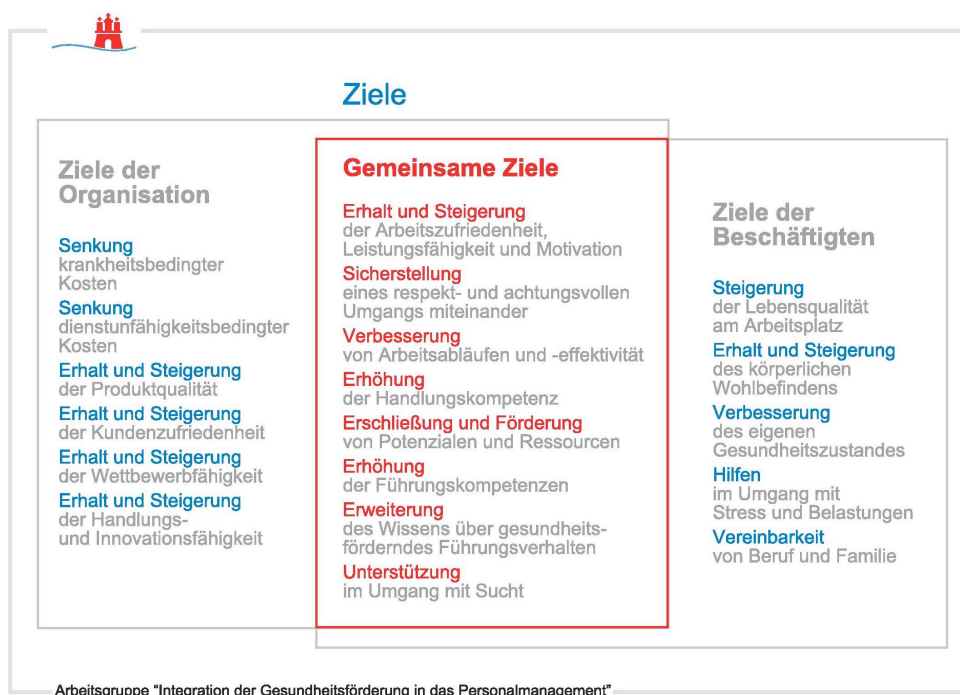 Ziele
Ziele der
Organisation
Senkung
krankheitsbedingter
Kosten
Senkung
dienstunfähigkeitsbedingter
Kosten
Erhalt und Steigerung
der Produktqualität
Erhalt und Steigerung
der Kundenzufriedenheit
Erhalt und Steigerung
der Wettbewerbfähigkeit
Erhalt und Steigerung
der Handlungs-
und Innovationsfähigkeit
Gemeinsame Ziele
Erhalt und Steigerung
der Arbeitszufriedenheit,
Leistungsfähigkeit und Motivation
Sicherstellung
eines respekt- und achtungsvollen
Umgangs miteinander
Verbesserung
von Arbeitsabläufen und -effektivität
Erhöhung
der Handlungskompetenz
Erschließung und Förderung
von Potenzialen und Ressourcen
Erhöhung
der Führungskompetenzen
Erweiterung
des Wissens über gesundheits-
förderndes Führungsverhalten
Unterstützung
im Umgang mit Sucht
Ziele der
Beschäftigten
Steigerung
der Lebensqualität
am Arbeitsplatz
Erhalt und Steigerung
des körperlichen
Wohlbefindens
Verbesserung
des eigenen
Gesundheitszustandes
Hilfen
im Umgang mit
Stress und Belastungen
Vereinbarkeit
von Beruf und Familie
Arbeitsgruppe "Integration der Gesundheitsförderung in das Personalmanagement"